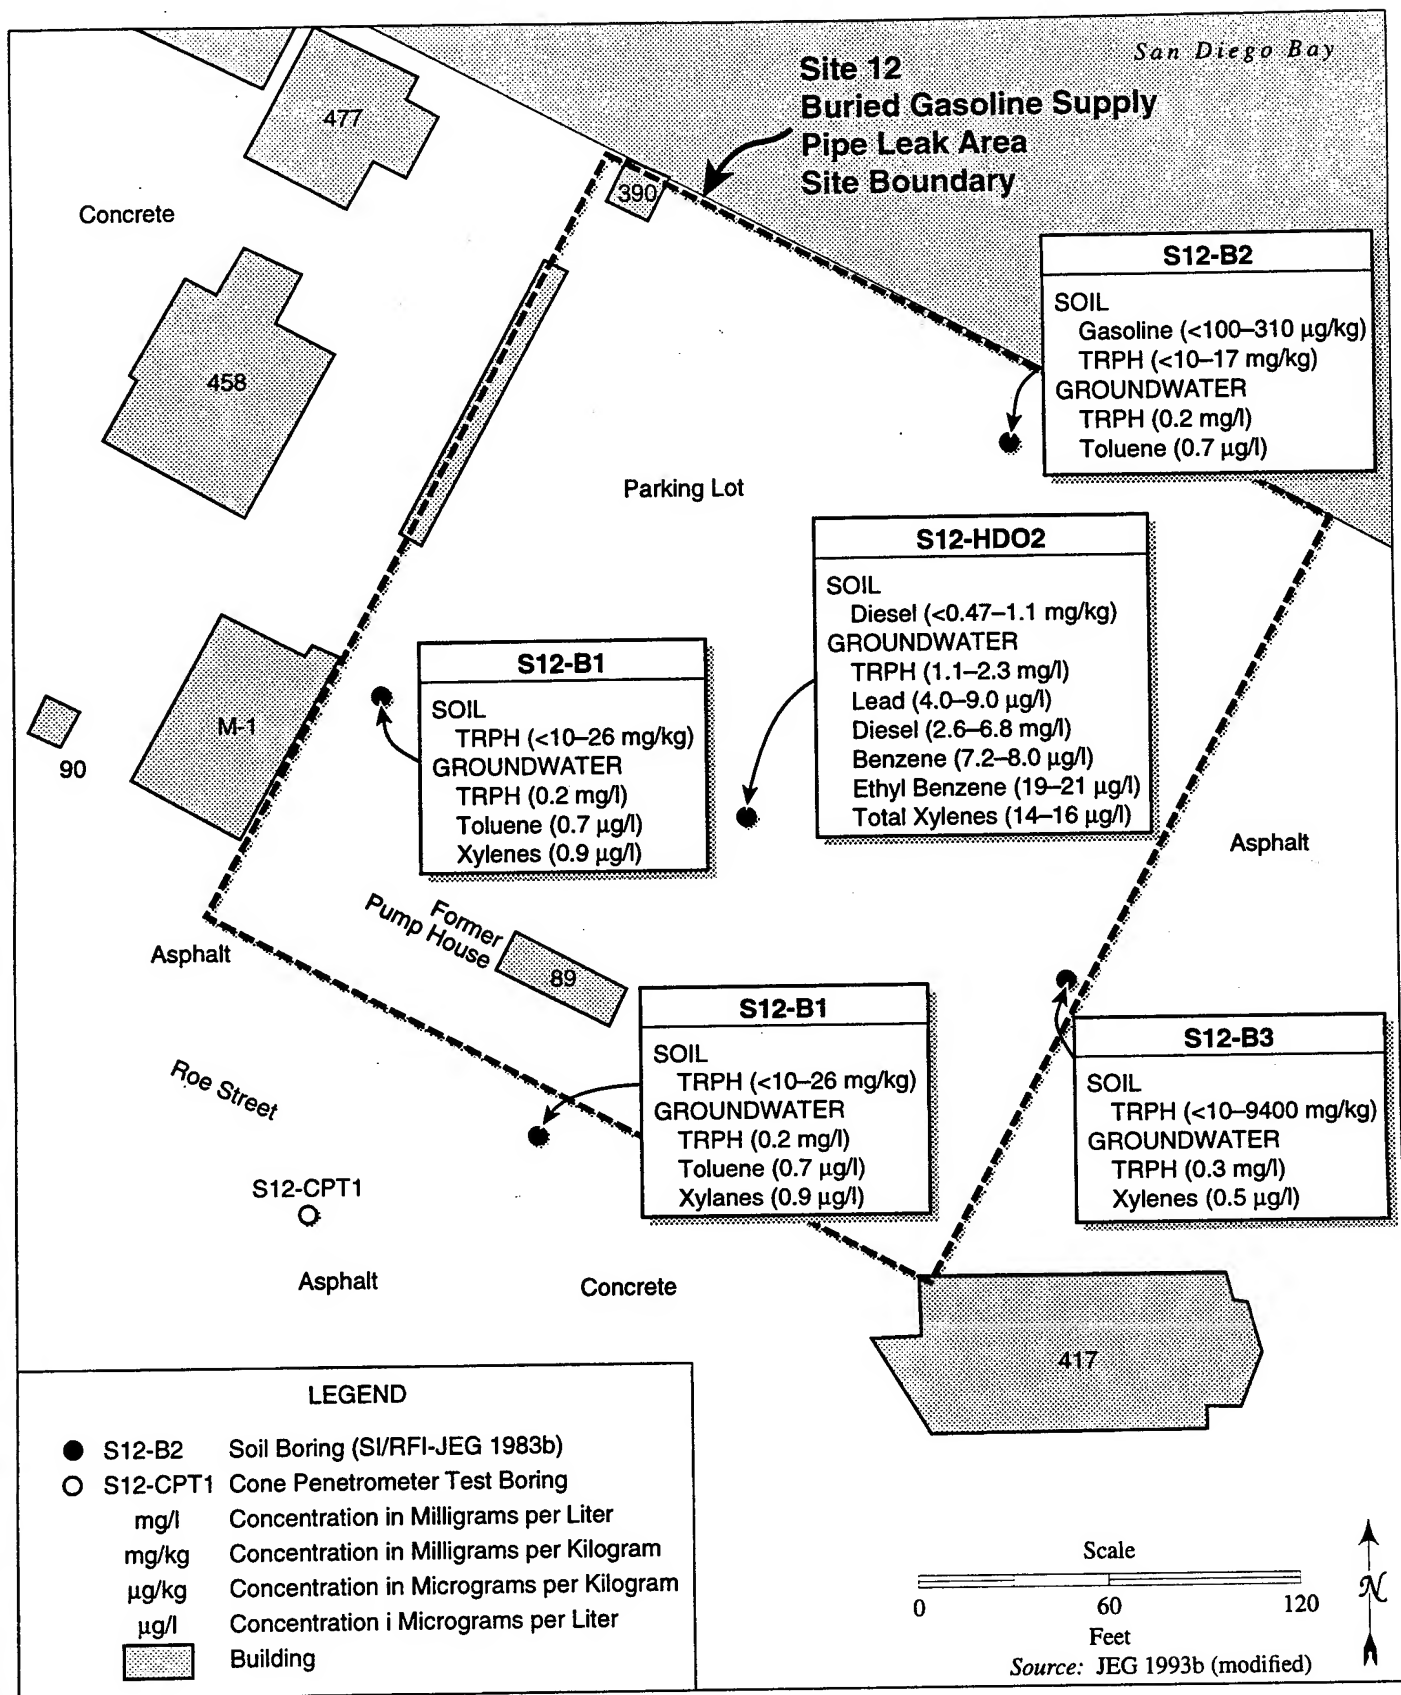 San Diego Bay
Site 12
Buried Gasoline Supply
Pipe Leak Area
Site Boundary
477
390
Concrete
458
S12-B2
SOIL
Gasoline (<100–310 µg/kg)
TRPH (<10–17 mg/kg)
GROUNDWATER
TRPH (0.2 mg/l)
Toluene (0.7 µg/l)
Parking Lot
S12-HDO2
SOIL
Diesel (<0.47–1.1 mg/kg)
GROUNDWATER
TRPH (1.1–2.3 mg/l)
Lead (4.0–9.0 µg/l)
Diesel (2.6–6.8 mg/l)
Benzene (7.2–8.0 µg/l)
Ethyl Benzene (19–21 µg/l)
Total Xylenes (14–16 µg/l)
S12-B1
SOIL
TRPH (<10–26 mg/kg)
GROUNDWATER
TRPH (0.2 mg/l)
Toluene (0.7 µg/l)
Xylenes (0.9 µg/l)
M-1
90
Asphalt
Former
Pump House
89
Asphalt
S12-B1
SOIL
TRPH (<10–26 mg/kg)
GROUNDWATER
TRPH (0.2 mg/l)
Toluene (0.7 µg/l)
Xylanes (0.9 µg/l)
S12-B3
SOIL
TRPH (<10–9400 mg/kg)
GROUNDWATER
TRPH (0.3 mg/l)
Xylenes (0.5 µg/l)
Roe Street
S12-CPT1
Asphalt
Concrete
417
LEGEND
S12-B2 Soil Boring (SI/RFI-JEG 1983b)
S12-CPT1 Cone Penetrometer Test Boring
mg/l Concentration in Milligrams per Liter
mg/kg Concentration in Milligrams per Kilogram
µg/kg Concentration in Micrograms per Kilogram
µg/l Concentration i Micrograms per Liter
Building
Scale
0 60 120
Feet
N
Source: JEG 1993b (modified)